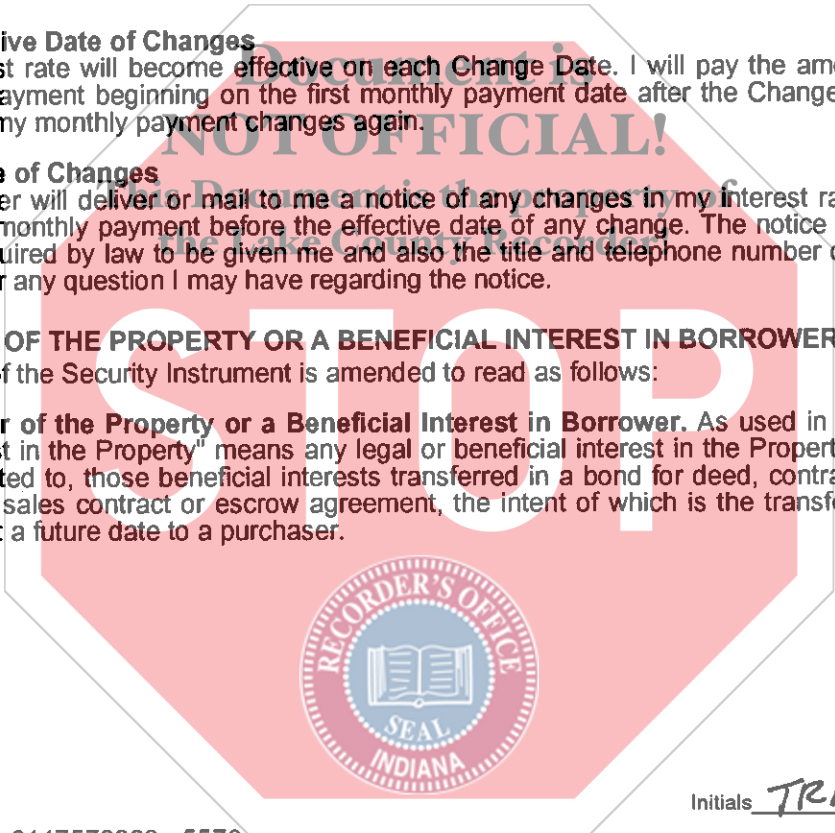 ive Date of Changes
st rate will become effective on each Change Date. I will pay the am
ayment beginning on the first monthly payment date after the Change
my monthly payment changes again.
e of Changes
er will deliver or mail to me a notice of any changes in my interest ra
monthly payment before the effective date of any change. The notice
uired by law to be given me and also the title and telephone number
r any question I may have regarding the notice.
OF THE PROPERTY OR A BENEFICIAL INTEREST IN BORROWER
f the Security Instrument is amended to read as follows:
r of the Property or a Beneficial Interest in Borrower. As used in
st in the Property" means any legal or beneficial interest in the Propert
ted to, those beneficial interests transferred in a bond for deed, contra
sales contract or escrow agreement, the intent of which is the transf
a future date to a purchaser.
Document is
NOT OFFICIAL!
This Document is the property of
the Lake County Recorder!
STOP
RECORDER'S OFFICE
SEAL
INDIANA
Initials TR